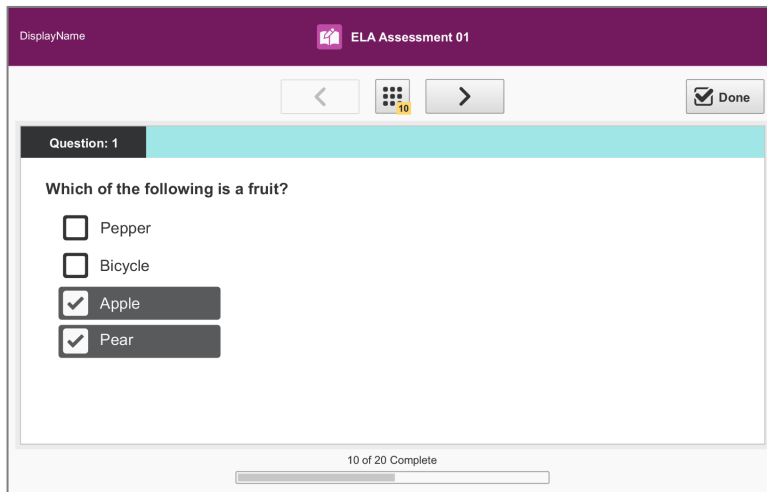 DisplayName
ELA Assessment 01
10
Done
Question: 1
Which of the following is a fruit?
Pepper
Bicycle
Apple
Pear
10 of 20 Complete